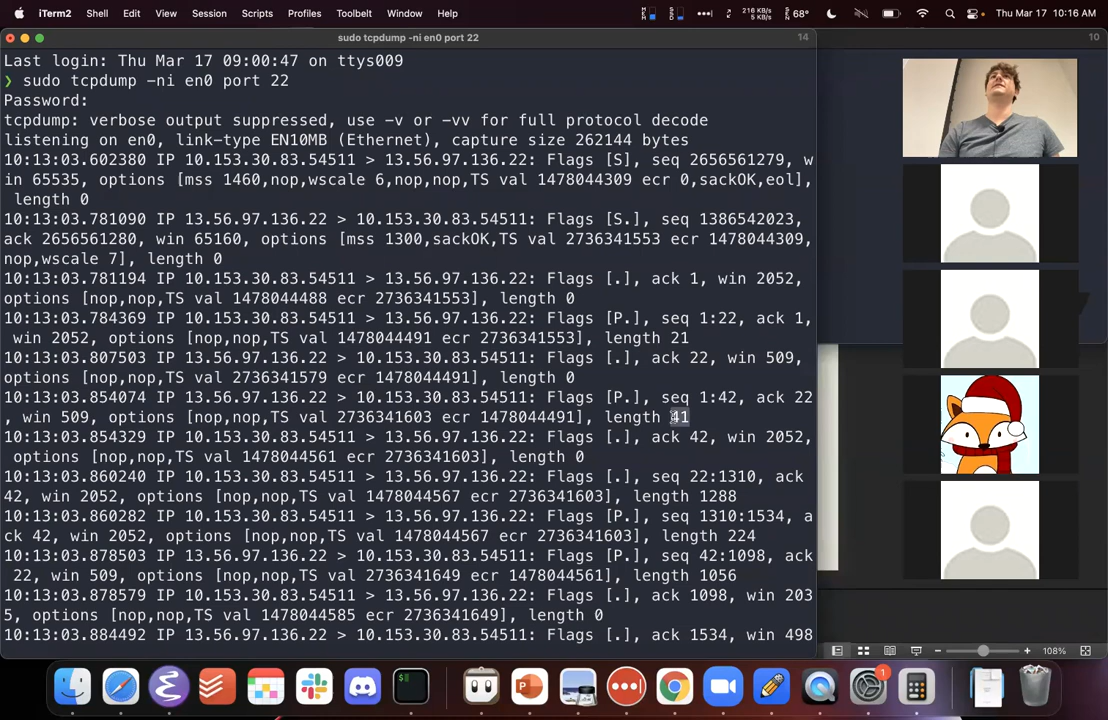 iTerm2 Shell Edit View Session Scripts Profiles Toolbelt Window Help 216 KB/s 5 KB/s 68° Thu Mar 17 10:16 AM
sudo tcpdump -ni en0 port 22 14 10
Last login: Thu Mar 17 09:00:47 on ttys009
❯ sudo tcpdump -ni en0 port 22
Password:
tcpdump: verbose output suppressed, use -v or -vv for full protocol decode
listening on en0, link-type EN10MB (Ethernet), capture size 262144 bytes
10:13:03.602380 IP 10.153.30.83.54511 > 13.56.97.136.22: Flags [S], seq 2656561279, w
in 65535, options [mss 1460,nop,wscale 6,nop,nop,TS val 1478044309 ecr 0,sackOK,eol],
length 0
10:13:03.781090 IP 13.56.97.136.22 > 10.153.30.83.54511: Flags [S.], seq 1386542023,
ack 2656561280, win 65160, options [mss 1300,sackOK,TS val 2736341553 ecr 1478044309,
nop,wscale 7], length 0
10:13:03.781194 IP 10.153.30.83.54511 > 13.56.97.136.22: Flags [.], ack 1, win 2052,
options [nop,nop,TS val 1478044488 ecr 2736341553], length 0
10:13:03.784369 IP 10.153.30.83.54511 > 13.56.97.136.22: Flags [P.], seq 1:22, ack 1,
win 2052, options [nop,nop,TS val 1478044491 ecr 2736341553], length 21
10:13:03.807503 IP 13.56.97.136.22 > 10.153.30.83.54511: Flags [.], ack 22, win 509,
options [nop,nop,TS val 2736341579 ecr 1478044491], length 0
10:13:03.854074 IP 13.56.97.136.22 > 10.153.30.83.54511: Flags [P.], seq 1:42, ack 22
, win 509, options [nop,nop,TS val 2736341603 ecr 1478044491], length 41
10:13:03.854329 IP 10.153.30.83.54511 > 13.56.97.136.22: Flags [.], ack 42, win 2052,
options [nop,nop,TS val 1478044561 ecr 2736341603], length 0
10:13:03.860240 IP 10.153.30.83.54511 > 13.56.97.136.22: Flags [.], seq 22:1310, ack
42, win 2052, options [nop,nop,TS val 1478044567 ecr 2736341603], length 1288
10:13:03.860282 IP 10.153.30.83.54511 > 13.56.97.136.22: Flags [P.], seq 1310:1534, a
ck 42, win 2052, options [nop,nop,TS val 1478044567 ecr 2736341603], length 224
10:13:03.878503 IP 13.56.97.136.22 > 10.153.30.83.54511: Flags [P.], seq 42:1098, ack
22, win 509, options [nop,nop,TS val 2736341649 ecr 1478044561], length 1056
10:13:03.878579 IP 10.153.30.83.54511 > 13.56.97.136.22: Flags [.], ack 1098, win 203
5, options [nop,nop,TS val 1478044585 ecr 2736341649], length 0
10:13:03.884492 IP 13.56.97.136.22 > 10.153.30.83.54511: Flags [.], ack 1534, win 498
108%
$
1